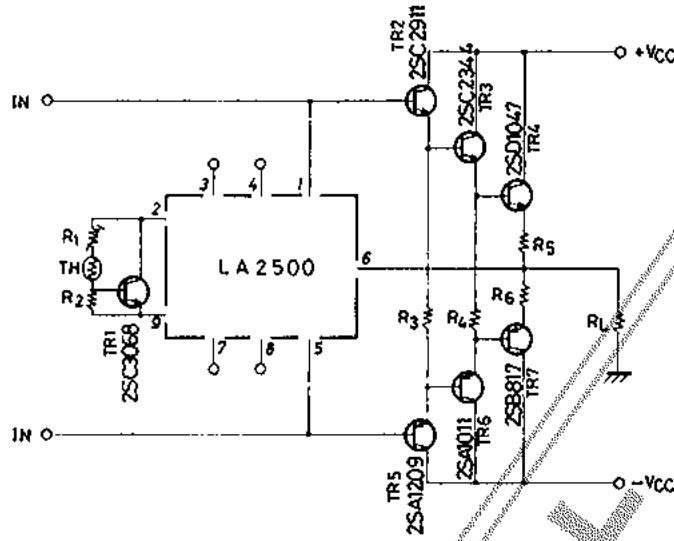 TR2
2SC2911
2SC2344
TR3
2SD1047
TR4
+VCC
IN
3
4
1
2
R1
TH
R2
9
TR1
2SC3068
LA2500
6
7
8
5
R3
R4
R5
R6
RL
2SB817
TR7
2SA1011
TR6
IN
TR5
2SA1209
-VCC